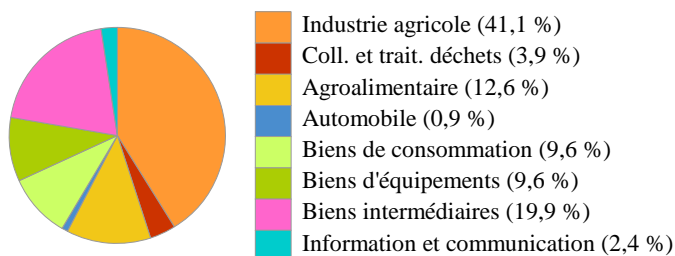 Industrie agricole (41,1 %)
Coll. et trait. déchets (3,9 %)
Agroalimentaire (12,6 %)
Automobile (0,9 %)
Biens de consommation (9,6 %)
Biens d'équipements (9,6 %)
Biens intermédiaires (19,9 %)
Information et communication (2,4 %)